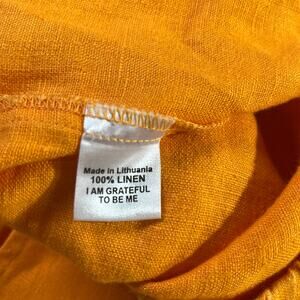 Made in Lithuania
100% LINEN
I AM GRATEFUL
TO BE ME